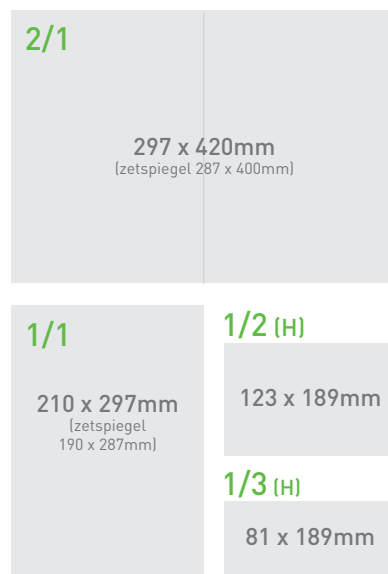 2/1
297 x 420mm
(zetspiegel 287 x 400mm)
1/1
210 x 297mm
(zetspiegel
190 x 287mm)
1/2 (H)
123 x 189mm
1/3 (H)
81 x 189mm